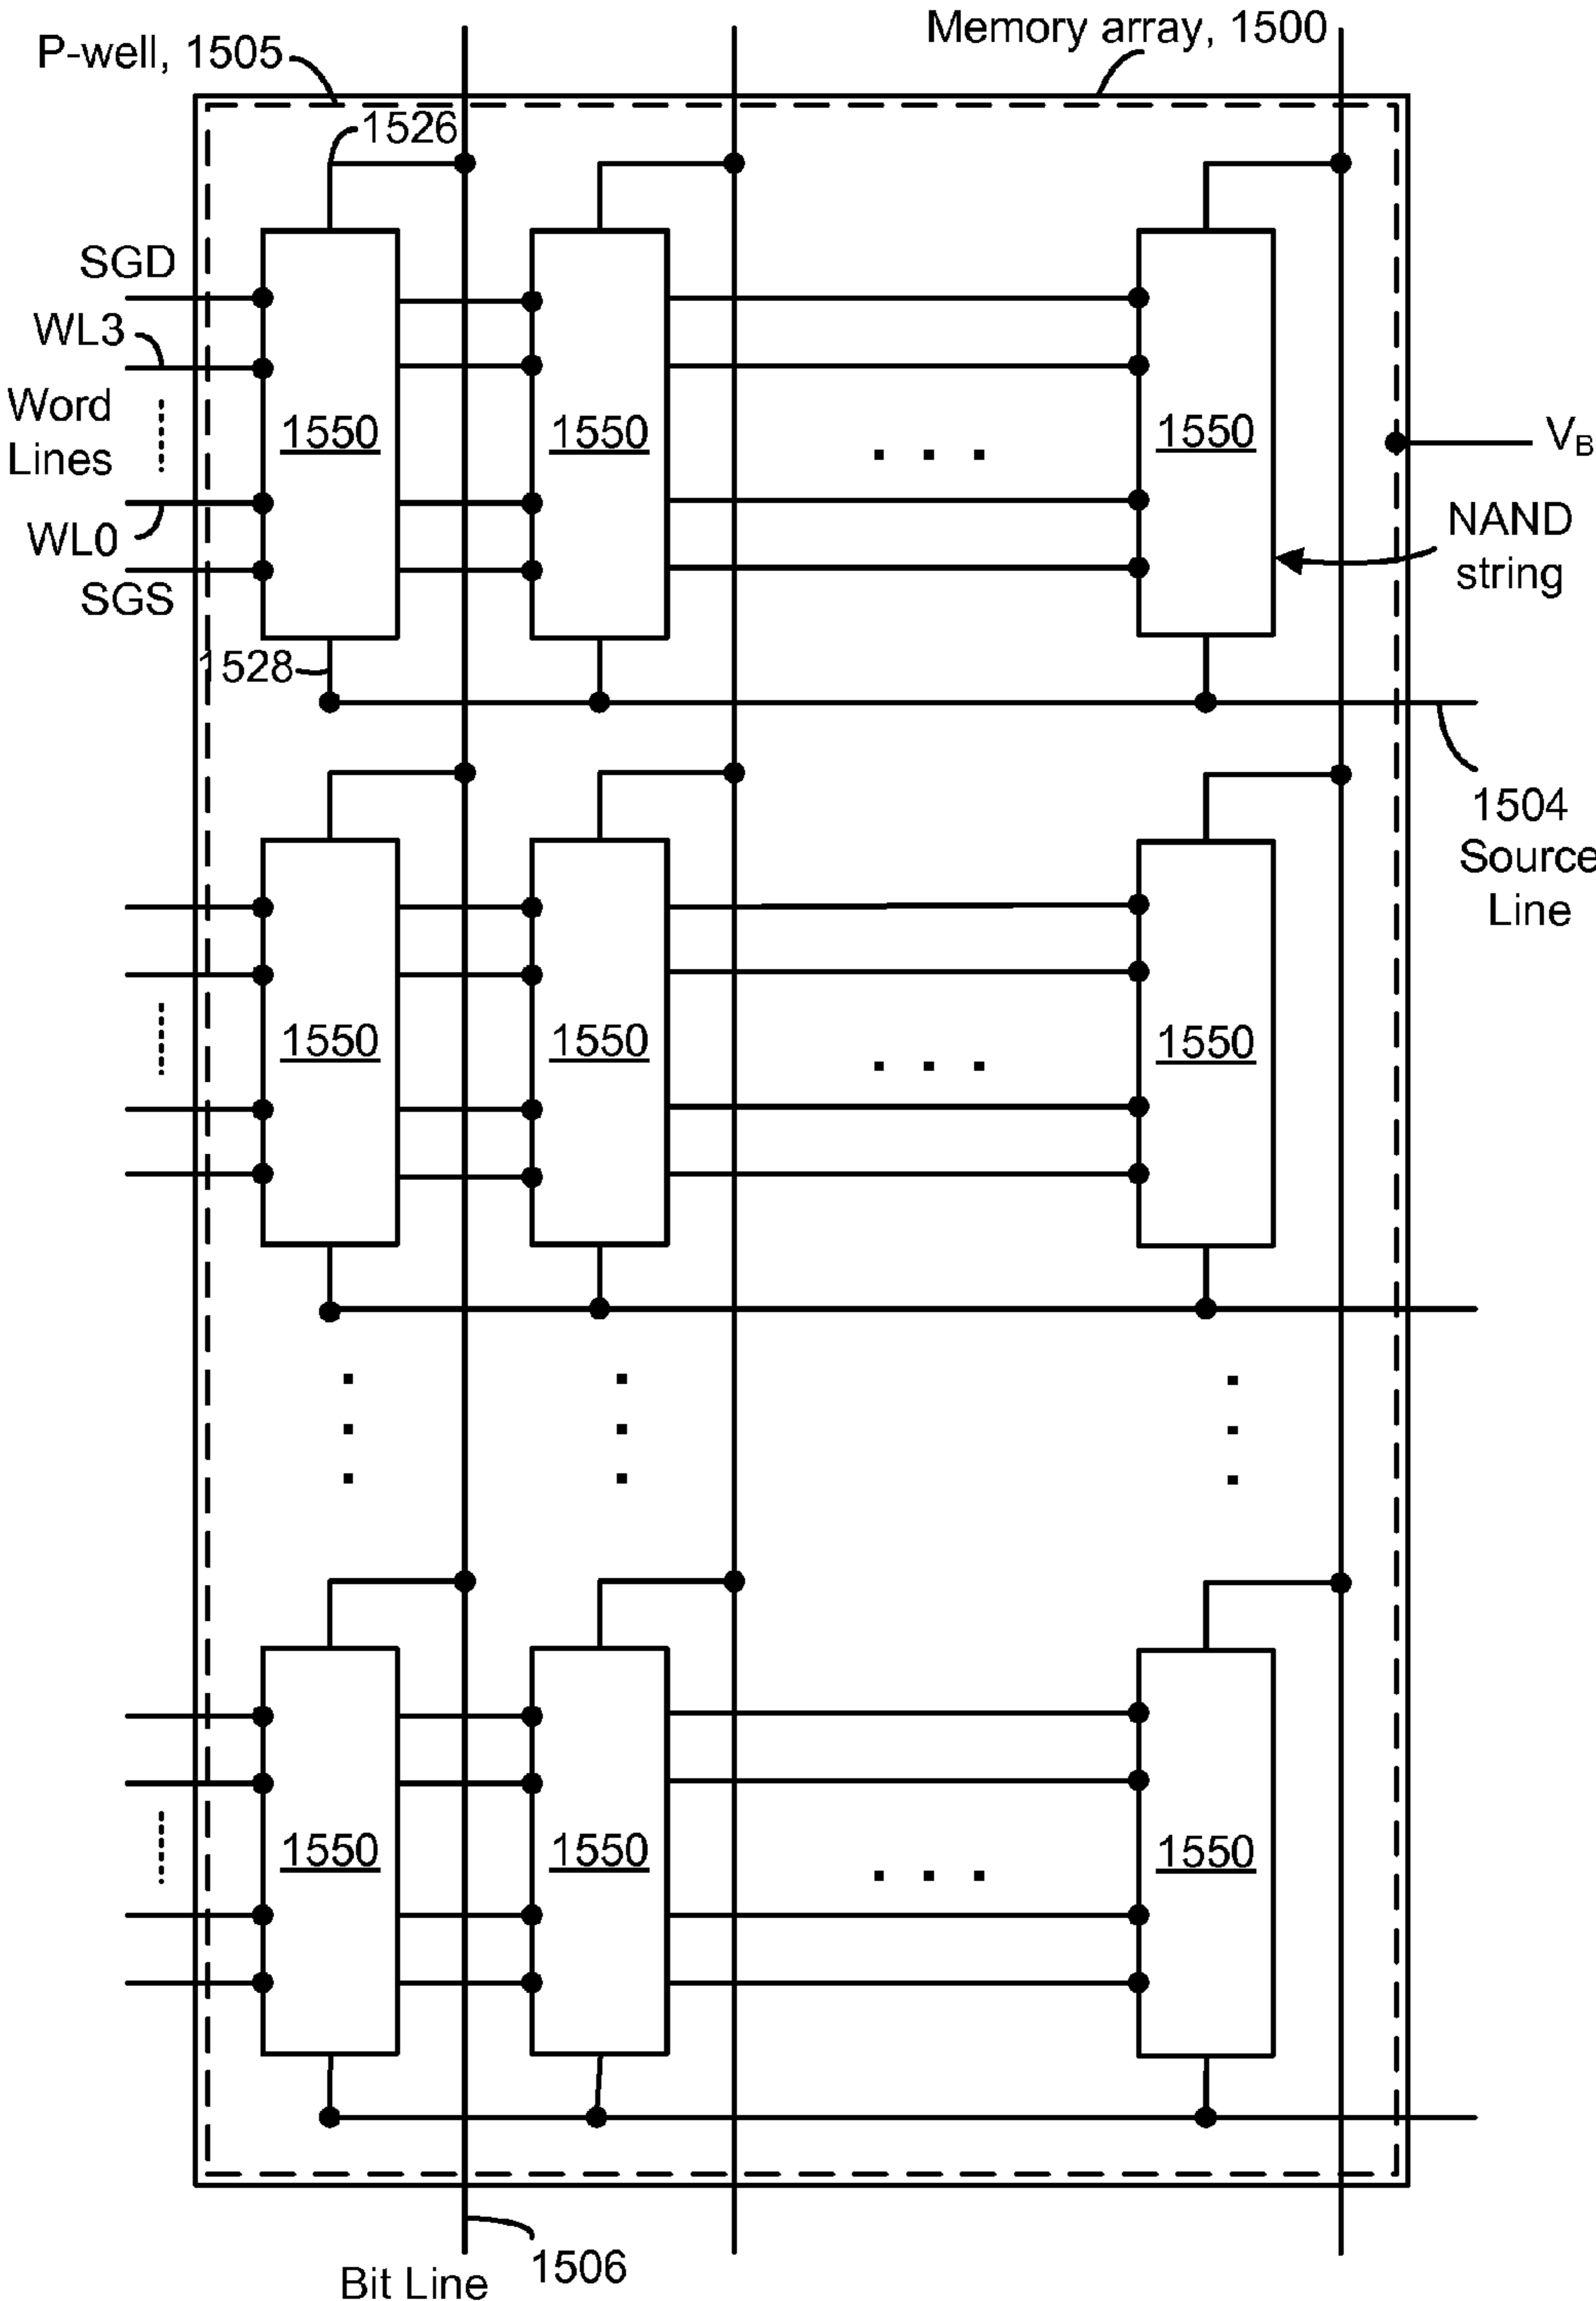 Memory array, 1500
P-well, 1505
1526
SGD
WL3
Word
Lines
WL0
SGS
1550
1550
1550
V_B
NAND
string
1528
1504
Source
Line
1550
1550
1550
1550
1550
1550
Bit Line
1506